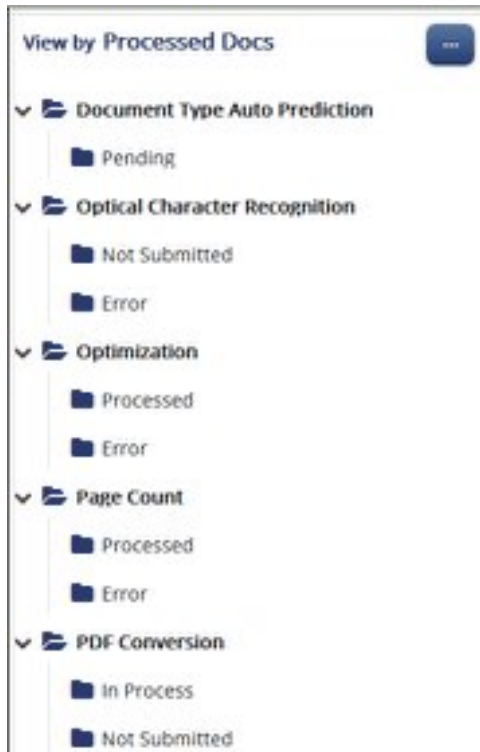 View by Processed Docs
...
Document Type Auto Prediction
Pending
Optical Character Recognition
Not Submitted
Error
Optimization
Processed
Error
Page Count
Processed
Error
PDF Conversion
In Process
Not Submitted